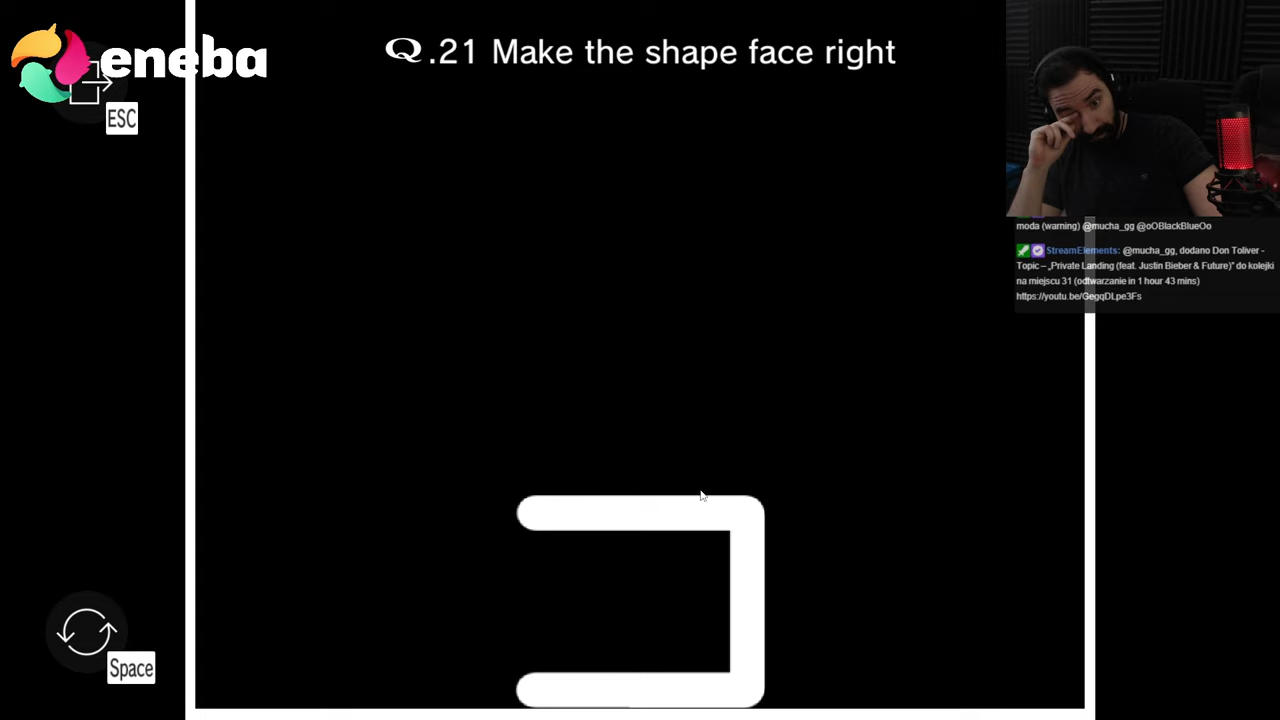 eneba
ESC
Q.21 Make the shape face right
moda (warning) @mucha_gg @oOBlackBlueOo
StreamElements: @mucha_gg, dodano Don Toliver -
Topic – „Private Landing (feat. Justin Bieber & Future)” do kolejki
na miejscu 31 (odtwarzanie in 1 hour 43 mins)
https://youtu.be/GegqDLpe3Fs
Space